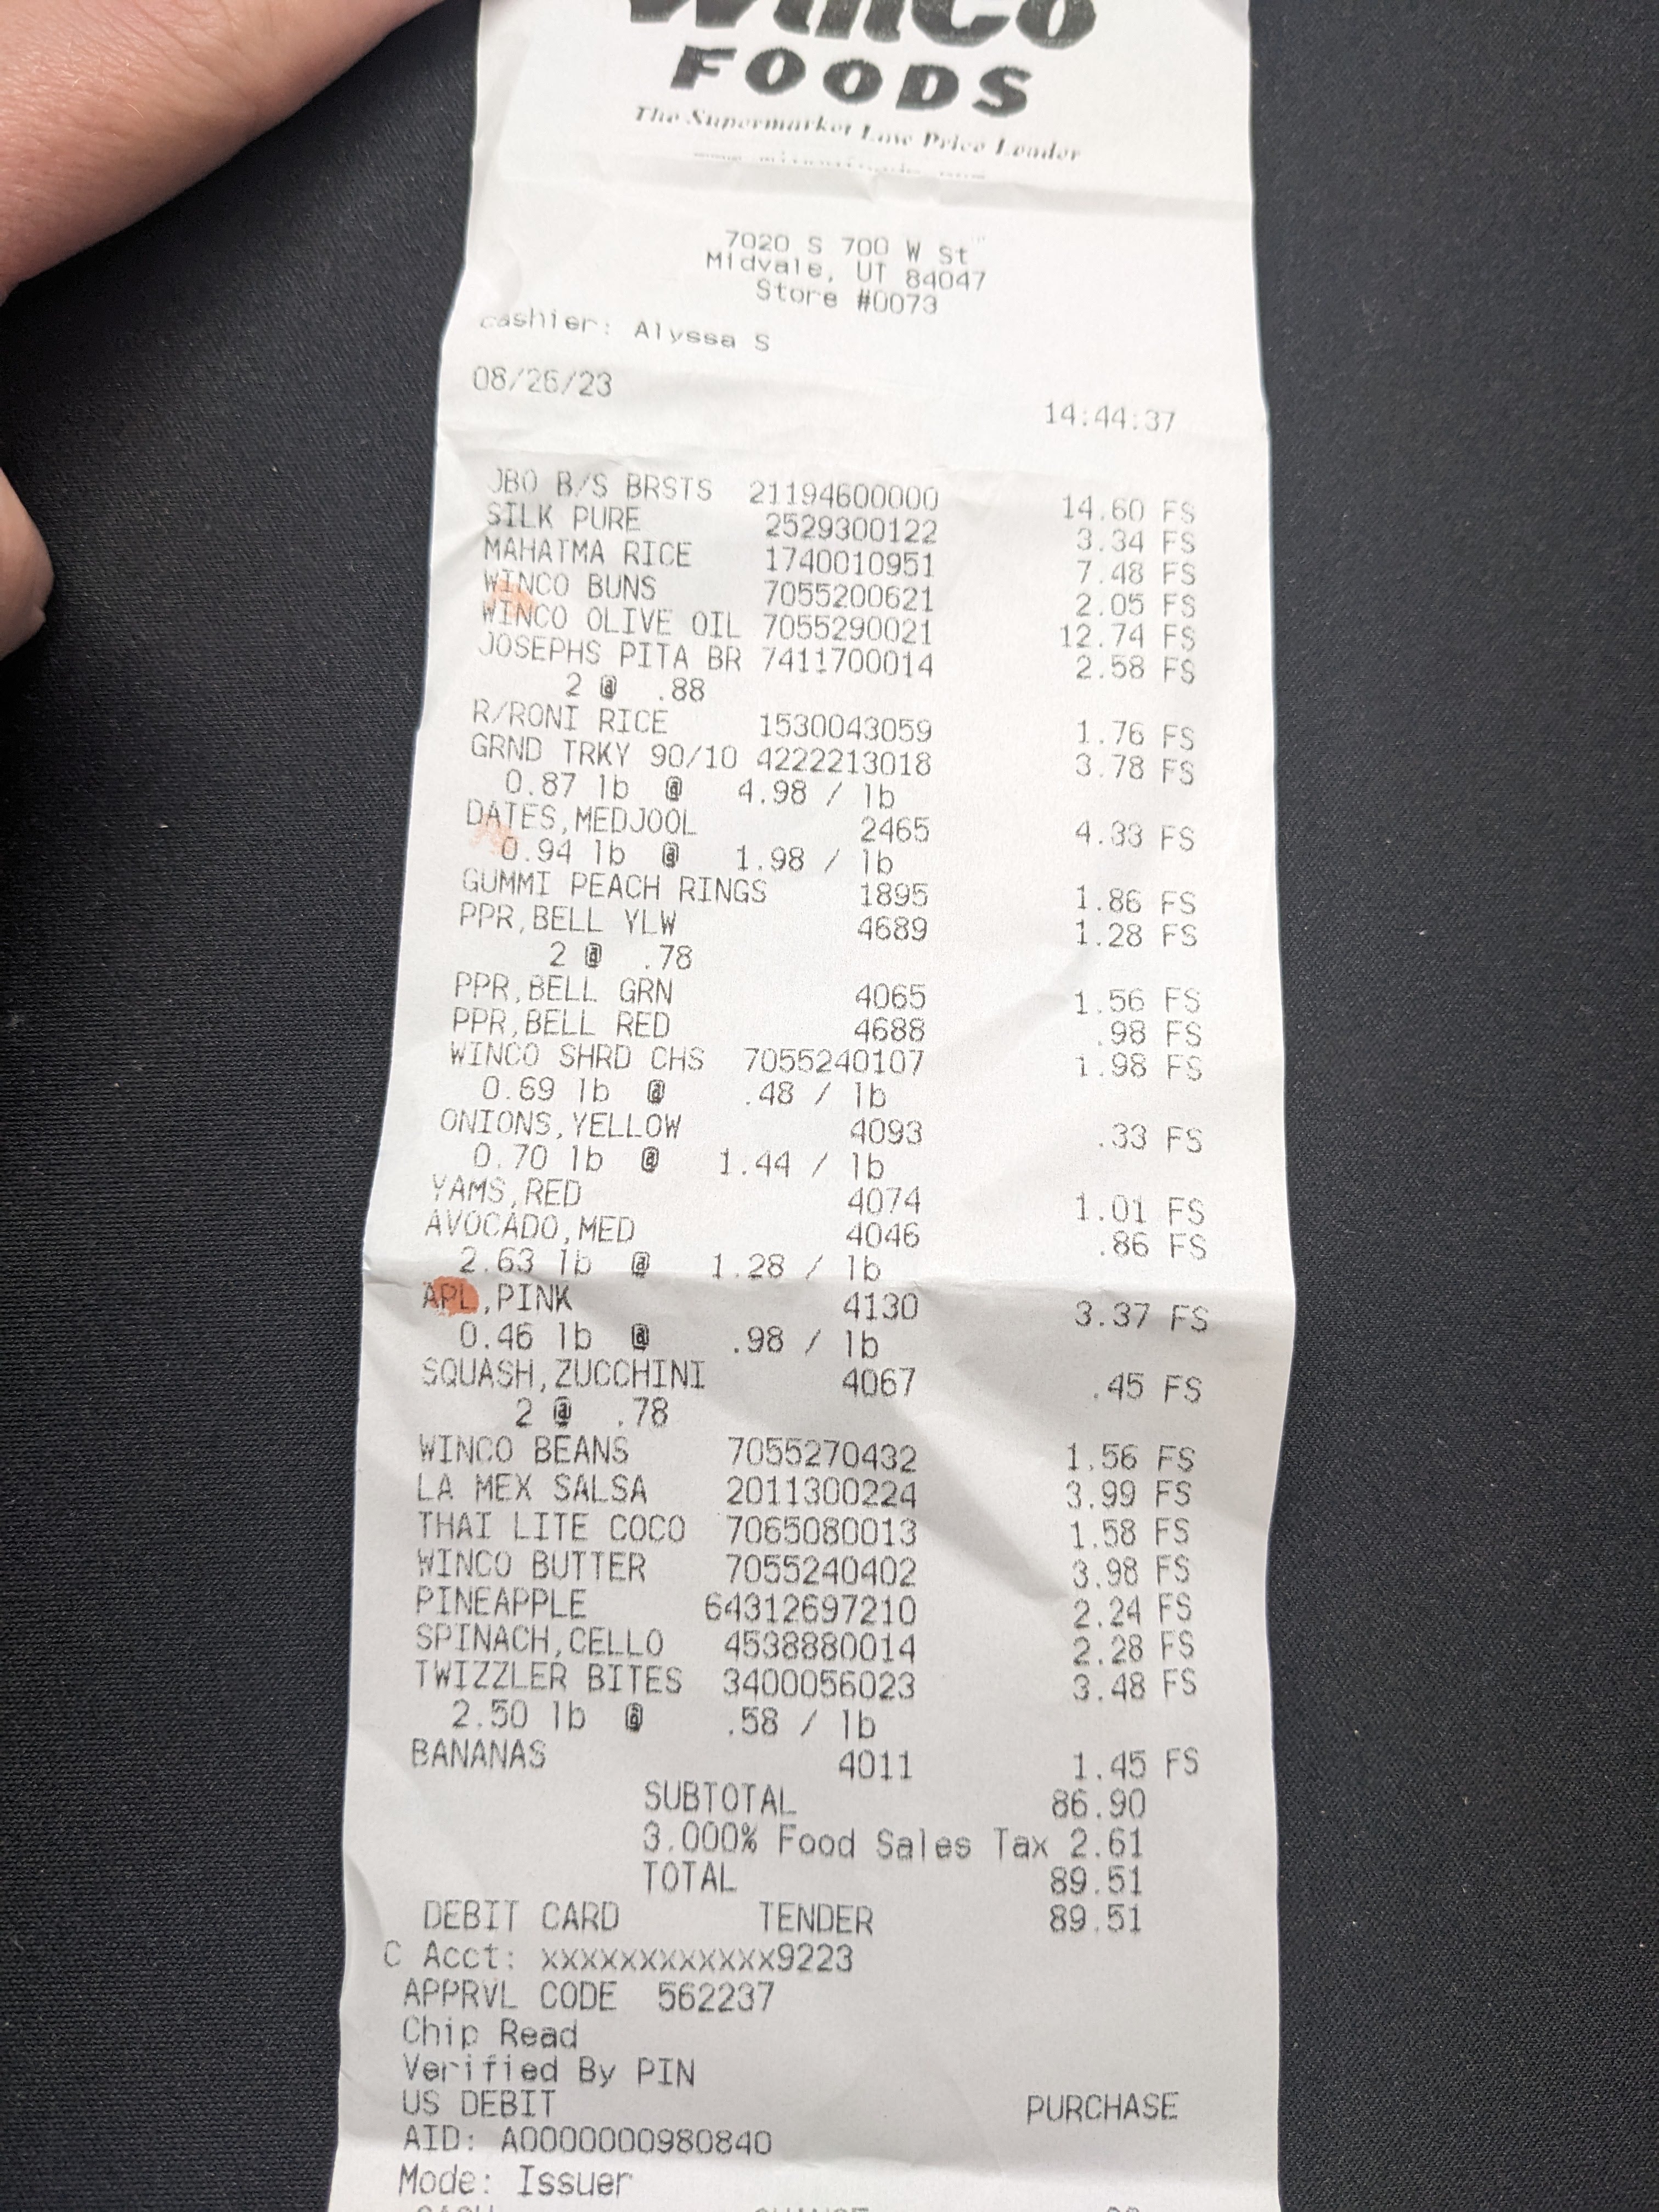 WinCo
FOODS
The Supermarket Low Price Leader
7020 S 700 W St
Midvale, UT 84047
Store #0073
Cashier: Alyssa S
08/26/23 14:44:37
JBO B/S BRSTS 21194600000 14.60 FS
SILK PURE 2529300122 3.34 FS
MAHATMA RICE 1740010951 7.48 FS
WINCO BUNS 7055200621 2.05 FS
WINCO OLIVE OIL 7055290021 12.74 FS
JOSEPHS PITA BR 7411700014 2.58 FS
2 @ .88
R/RONI RICE 1530043059 1.76 FS
GRND TRKY 90/10 4222213018 3.78 FS
0.87 lb @ 4.98 / lb
DATES,MEDJOOL 2465 4.33 FS
0.94 lb @ 1.98 / lb
GUMMI PEACH RINGS 1895 1.86 FS
PPR,BELL YLW 4689 1.28 FS
2 @ .78
PPR,BELL GRN 4065 1.56 FS
PPR,BELL RED 4688 .98 FS
WINCO SHRD CHS 7055240107 1.98 FS
0.69 lb @ .48 / lb
ONIONS,YELLOW 4093 .33 FS
0.70 lb @ 1.44 / lb
YAMS,RED 4074 1.01 FS
AVOCADO,MED 4046 .86 FS
2.63 lb @ 1.28 / lb
APL,PINK 4130 3.37 FS
0.46 lb @ .98 / lb
SQUASH,ZUCCHINI 4067 .45 FS
2 @ .78
WINCO BEANS 7055270432 1.56 FS
LA MEX SALSA 2011300224 3.99 FS
THAI LITE COCO 7065080013 1.58 FS
WINCO BUTTER 7055240402 3.98 FS
PINEAPPLE 64312697210 2.24 FS
SPINACH,CELLO 4538880014 2.28 FS
TWIZZLER BITES 3400056023 3.48 FS
2.50 lb @ .58 / lb
BANANAS 4011 1.45 FS
SUBTOTAL 86.90
3.000% Food Sales Tax 2.61
TOTAL 89.51
DEBIT CARD TENDER 89.51
C Acct: xxxxxxxxxxxx9223
APPRVL CODE 562237
Chip Read
Verified By PIN
US DEBIT PURCHASE
AID: A0000000980840
Mode: Issuer